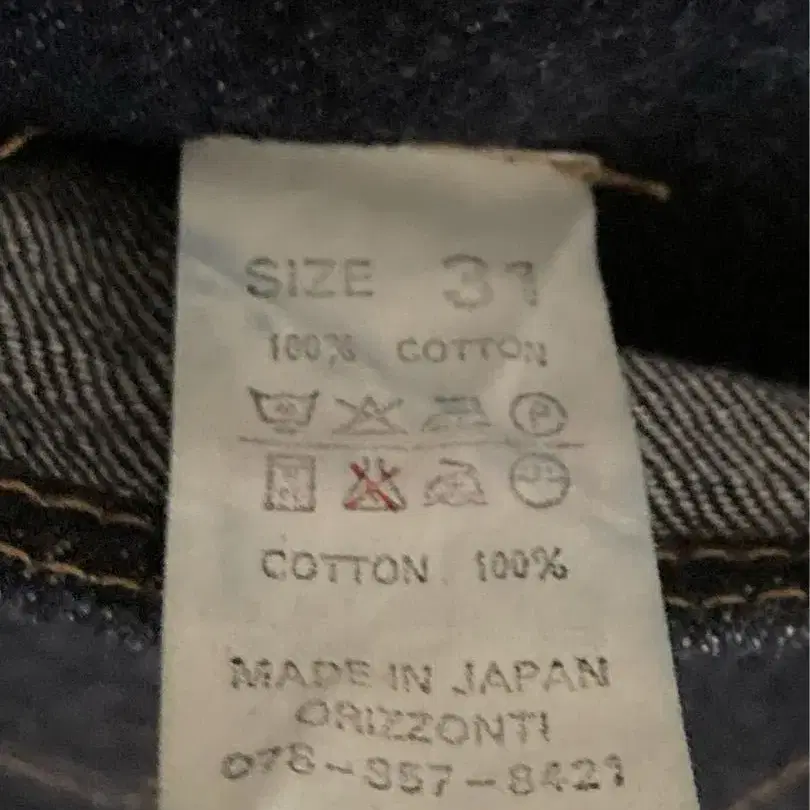 SIZE 31
100% COTTON
P
COTTON 100%
MADE IN JAPAN
ORIZZONTI
078-957-8421